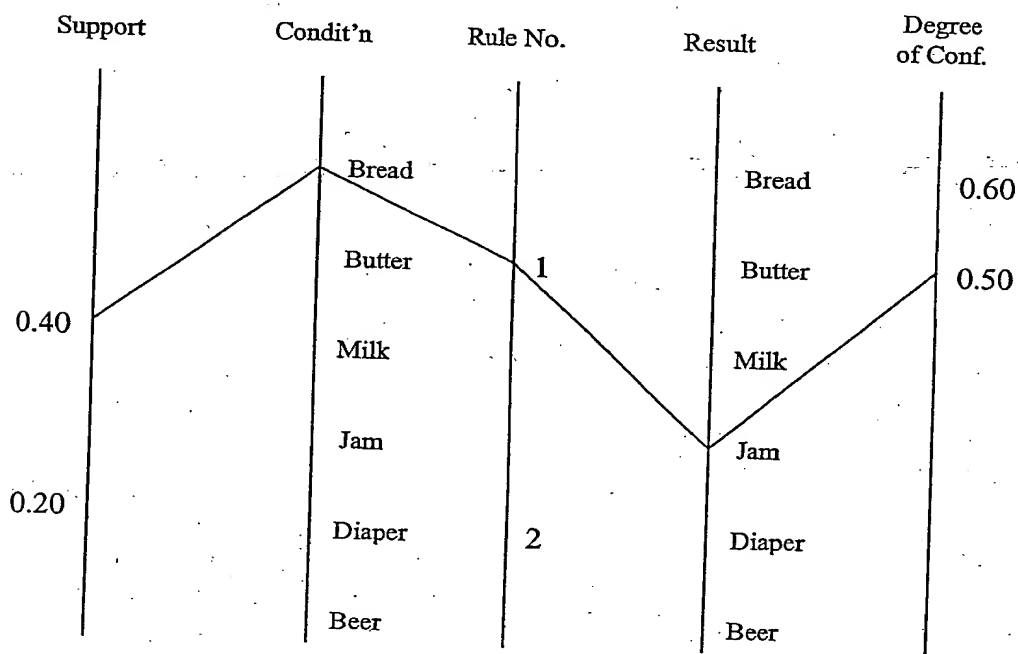 Support
Condit'n
Rule No.
Result
Degree
of Conf.
Bread
Bread
0.60
Butter
1
Butter
0.50
0.40
Milk
Milk
Jam
Jam
0.20
Diaper
2
Diaper
Beer
Beer